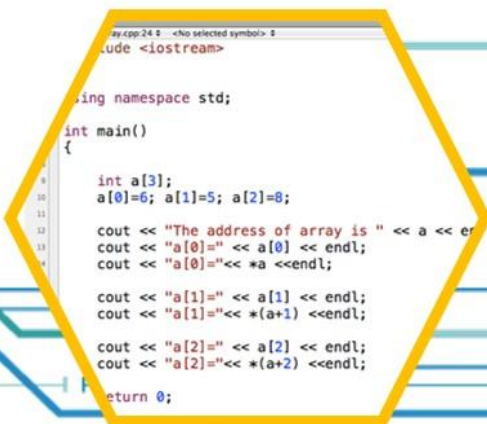 ay.cpp:24 <No selected symbol>
ude <iostream>
ing namespace std;
int main()
{
int a[3];
a[0]=6; a[1]=5; a[2]=8;
cout << "The address of array is " << a << en
cout << "a[0]=" << a[0] << endl;
cout << "a[0]="<< *a <<endl;
cout << "a[1]=" << a[1] << endl;
cout << "a[1]="<< *(a+1) <<endl;
cout << "a[2]=" << a[2] << endl;
cout << "a[2]="<< *(a+2) <<endl;
eturn 0;